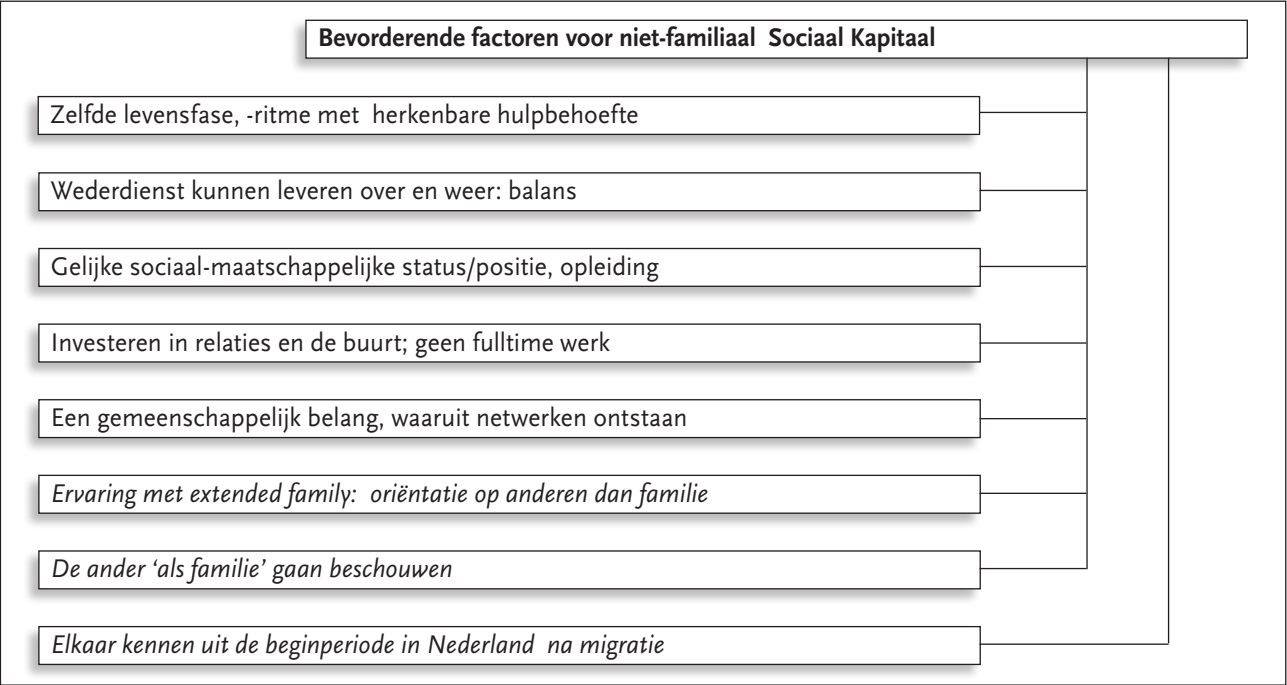 Bevorderende factoren voor niet-familiaal Sociaal Kapitaal
Zelfde levensfase, -ritme met herkenbare hulpbehoefte
Wederdienst kunnen leveren over en weer: balans
Gelijke sociaal-maatschappelijke status/positie, opleiding
Investeren in relaties en de buurt; geen fulltime werk
Een gemeenschappelijk belang, waaruit netwerken ontstaan
Ervaring met extended family: oriëntatie op anderen dan familie
De ander ‘als familie’ gaan beschouwen
Elkaar kennen uit de beginperiode in Nederland na migratie